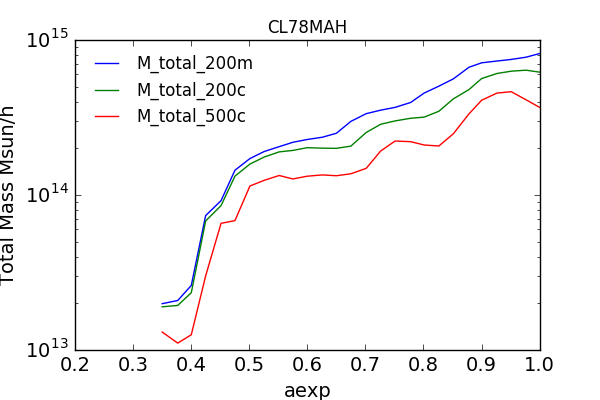 CL78MAH
10^15
10^14
10^13
Total Mass Msun/h
M_total_200m
M_total_200c
M_total_500c
0.2 0.3 0.4 0.5 0.6 0.7 0.8 0.9 1.0
aexp